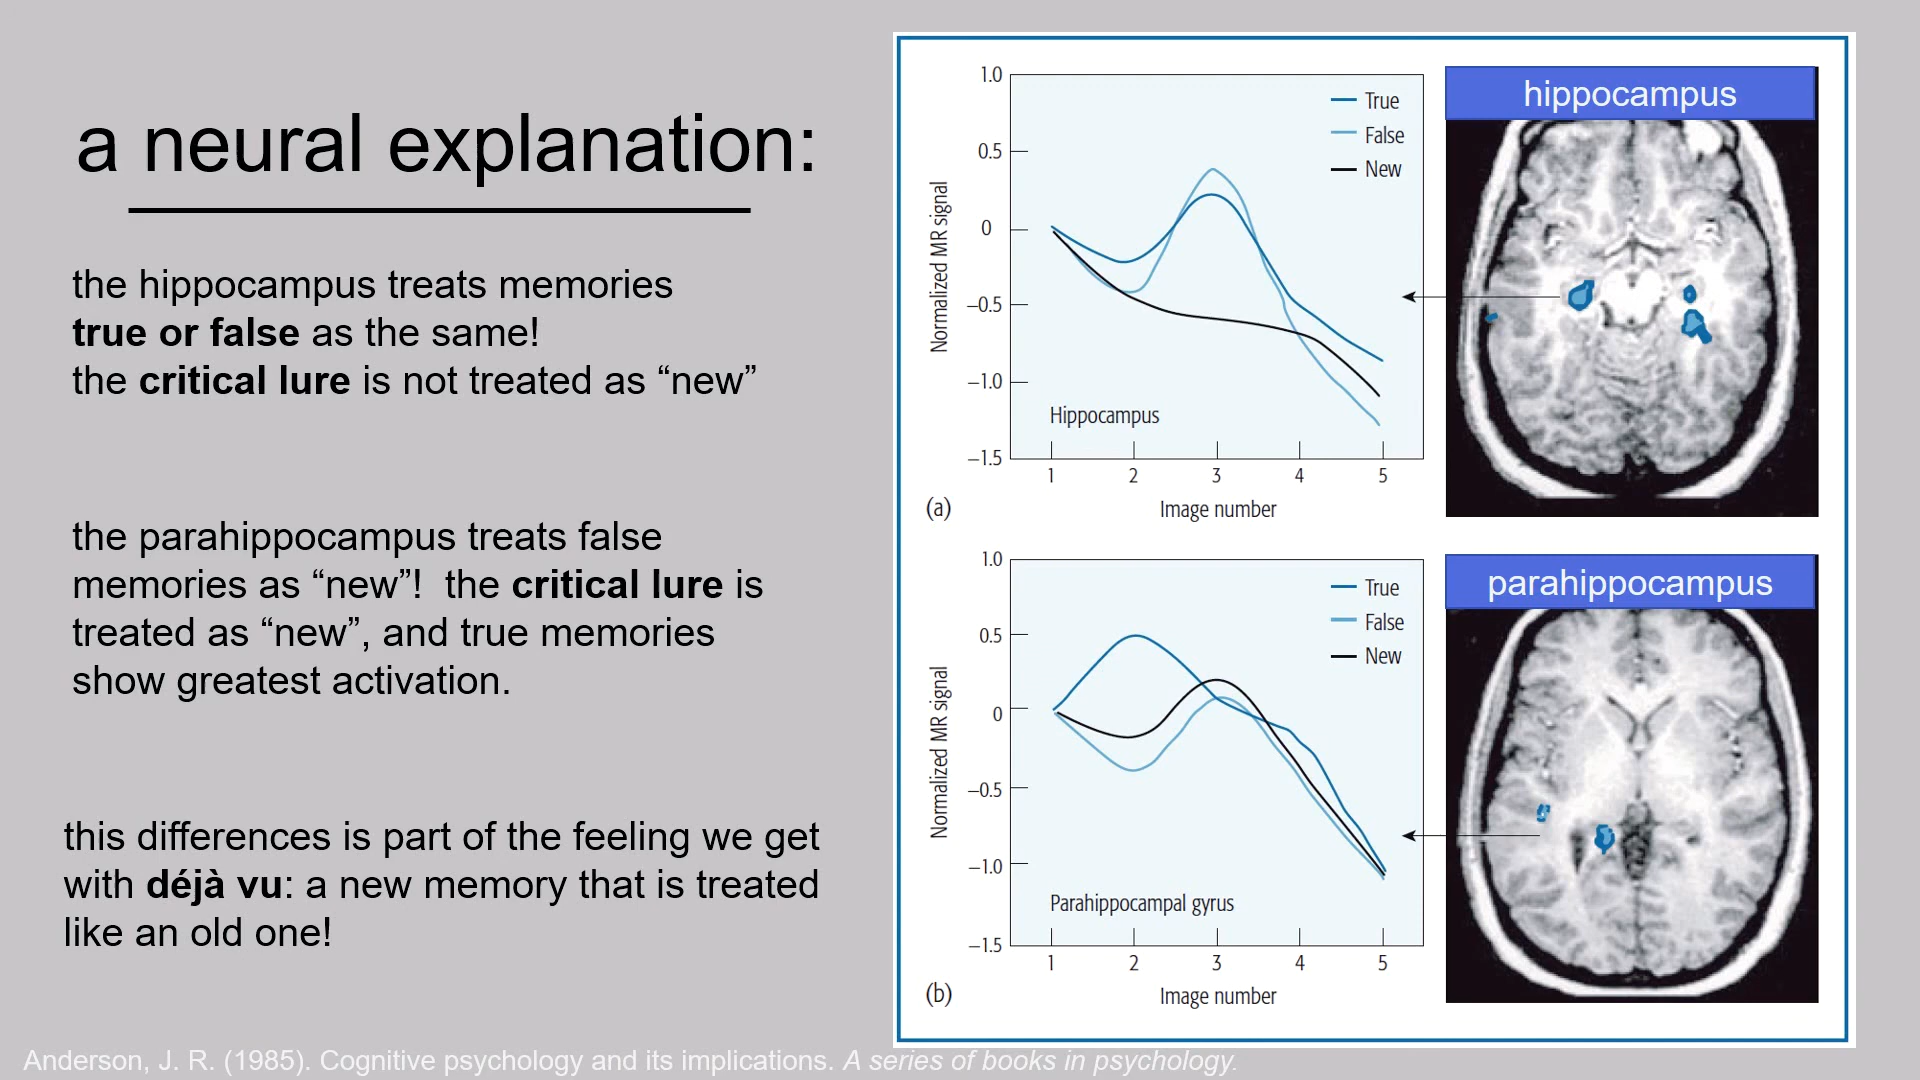 a neural explanation:
the hippocampus treats memories
true or false as the same!
the critical lure is not treated as “new”
the parahippocampus treats false
memories as “new”!  the critical lure is
treated as “new”, and true memories
show greatest activation.
this differences is part of the feeling we get
with déjà vu: a new memory that is treated
like an old one!
1.0
0.5
0
−0.5
−1.0
−1.5
Normalized MR signal
True
False
New
Hippocampus
1 2 3 4 5
(a)
Image number
hippocampus
1.0
0.5
0
−0.5
−1.0
−1.5
Normalized MR signal
True
False
New
Parahippocampal gyrus
1 2 3 4 5
(b)
Image number
parahippocampus
Anderson, J. R. (1985). Cognitive psychology and its implications. A series of books in psychology.